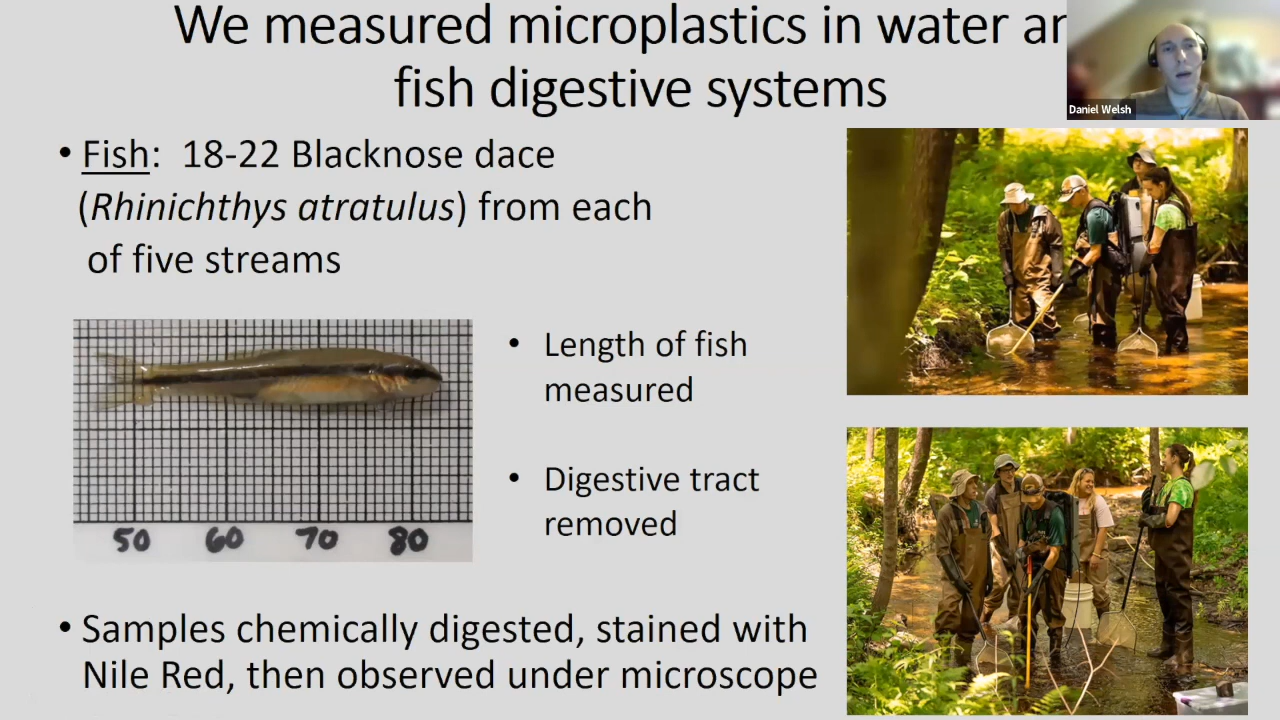 We measured microplastics in water
Daniel Welsh
fish digestive systems
• Fish: 18-22 Blacknose dace
(Rhinichthys atratulus) from each
of five streams
• Length of fish
measured
• Digestive tract
removed
50 60 70 80
• Samples chemically digested, stained with
Nile Red, then observed under microscope